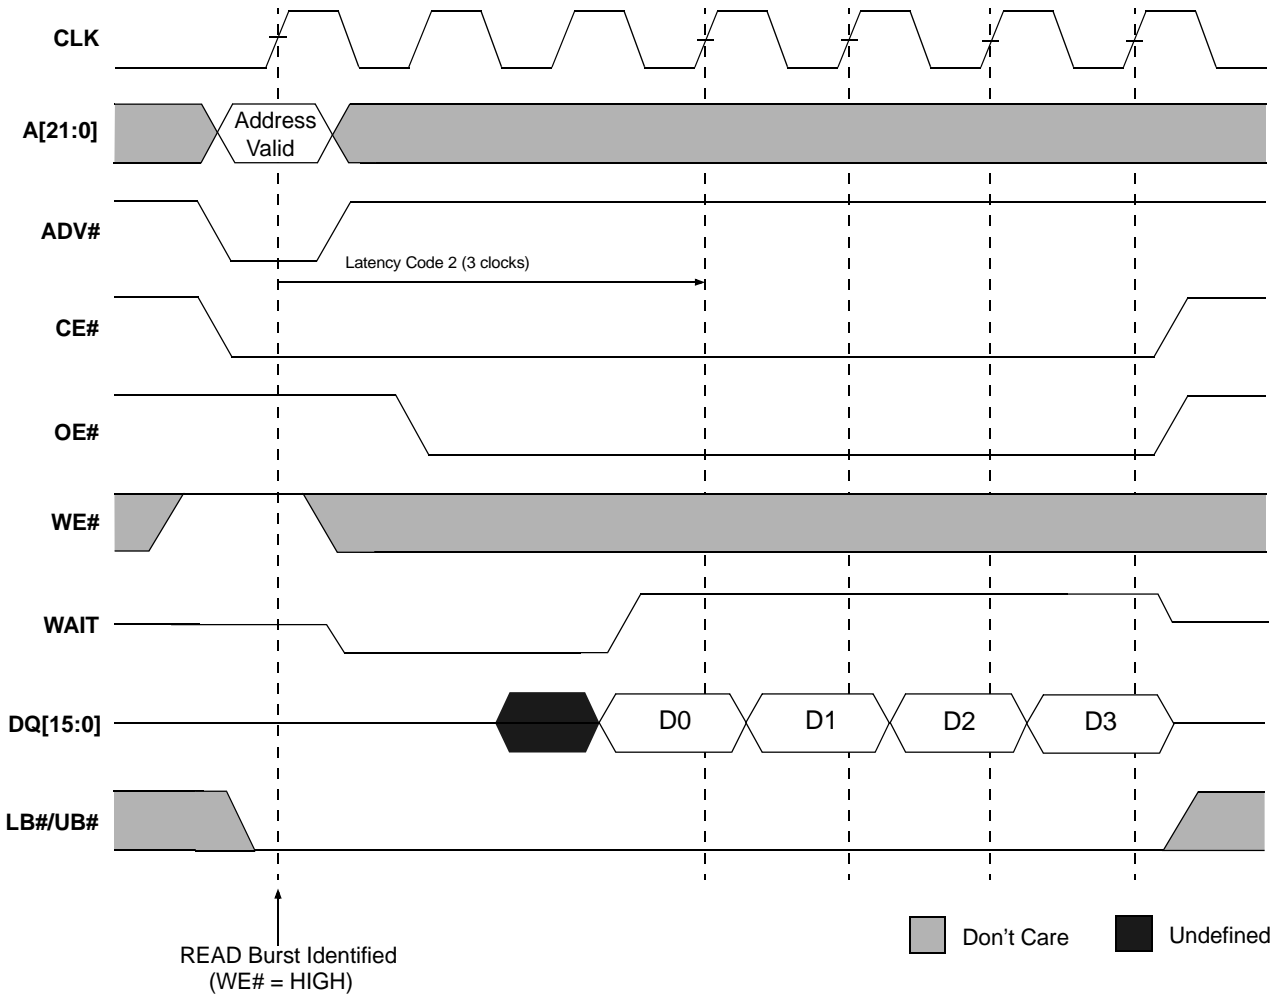 CLK
A[21:0]
Address
Valid
ADV#
Latency Code 2 (3 clocks)
CE#
OE#
WE#
WAIT
DQ[15:0]
D0
D1
D2
D3
LB#/UB#
READ Burst Identified
(WE# = HIGH)
Don't Care
Undefined